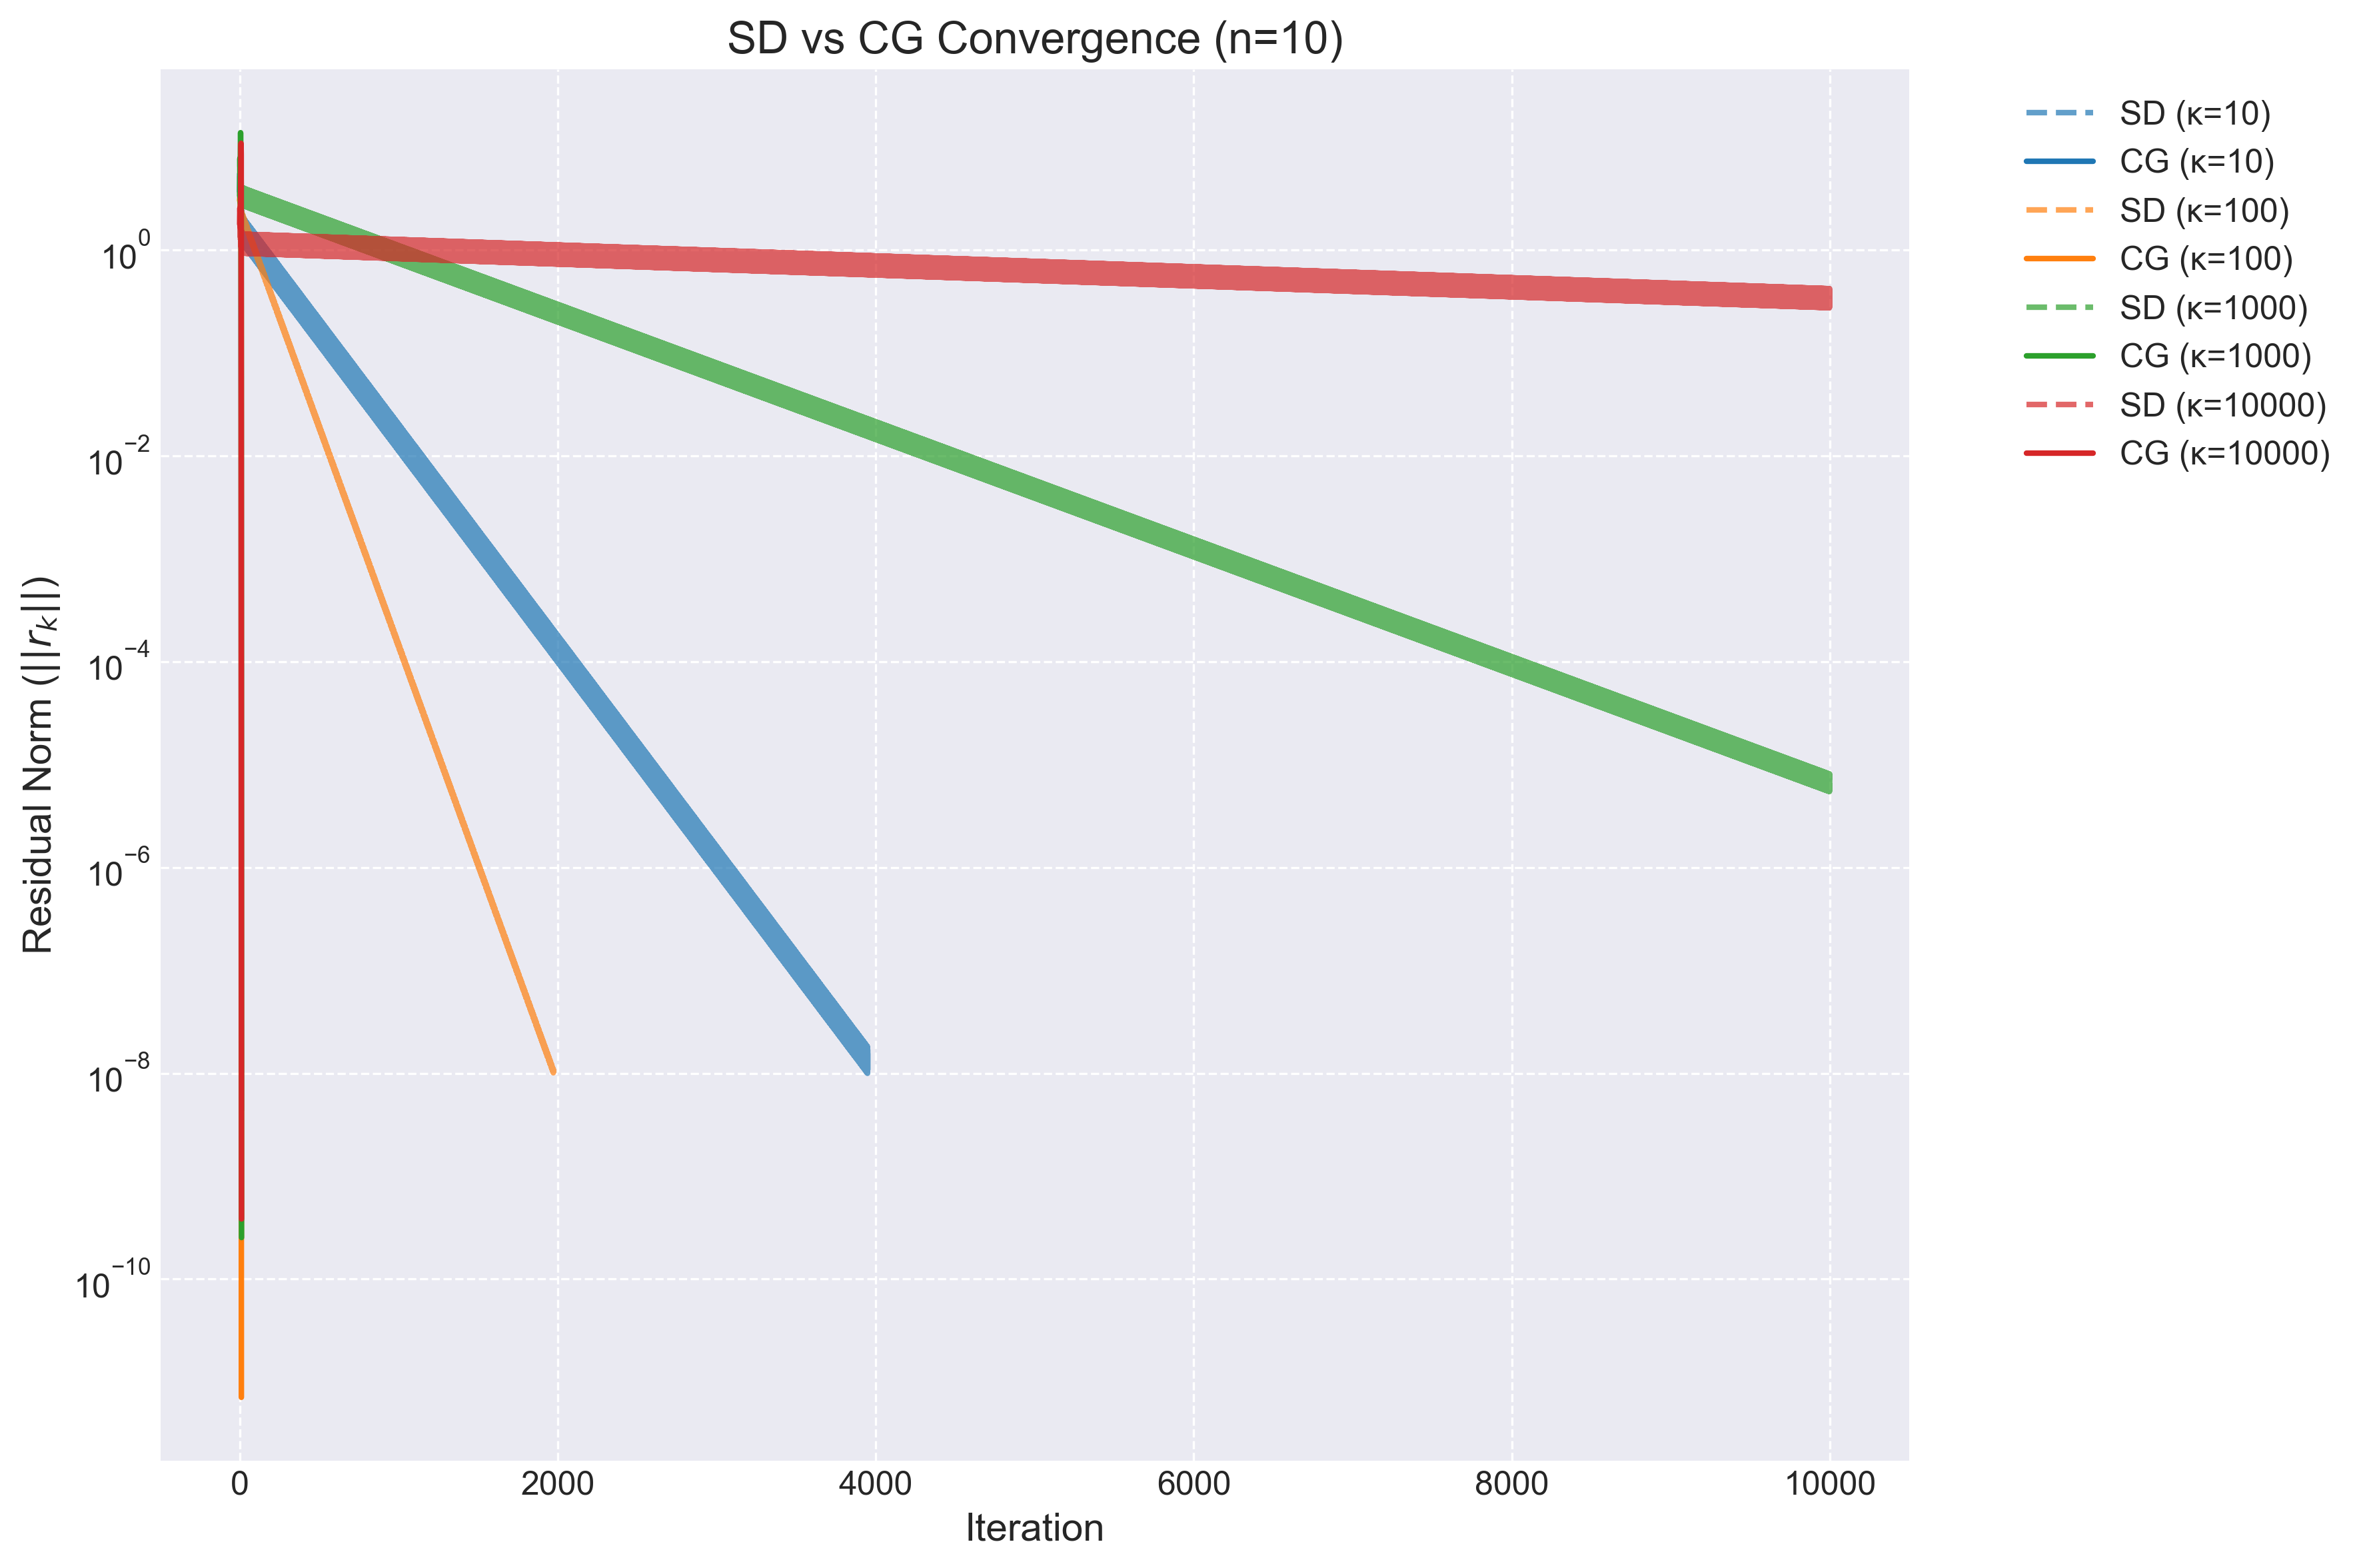 SD vs CG Convergence (n=10)
SD (κ=10)
CG (κ=10)
SD (κ=100)
CG (κ=100)
SD (κ=1000)
CG (κ=1000)
SD (κ=10000)
CG (κ=10000)
Residual Norm (||r_k||)
10^0
10^−2
10^−4
10^−6
10^−8
10^−10
0 2000 4000 6000 8000 10000
Iteration